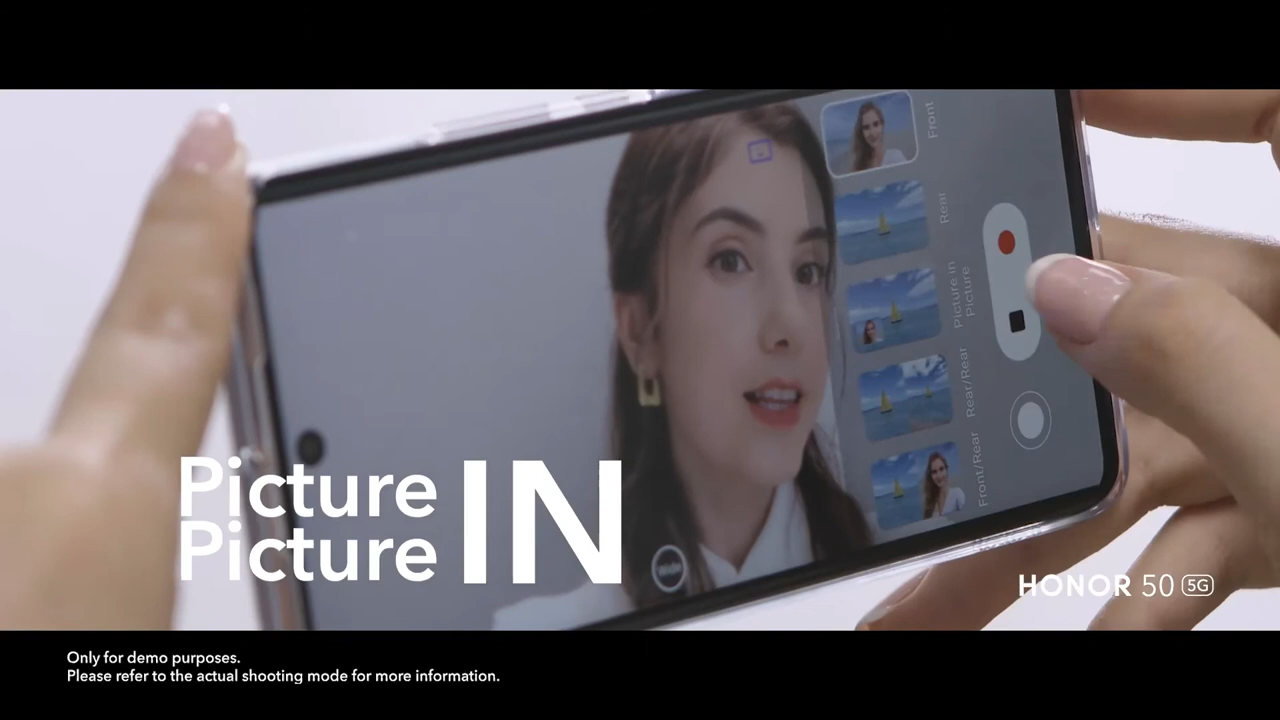 Front
Rear
Picture in
Picture
Rear/Rear
Front/Rear
Picture
Picture
IN
HONOR 50 5G
Only for demo purposes.
Please refer to the actual shooting mode for more information.